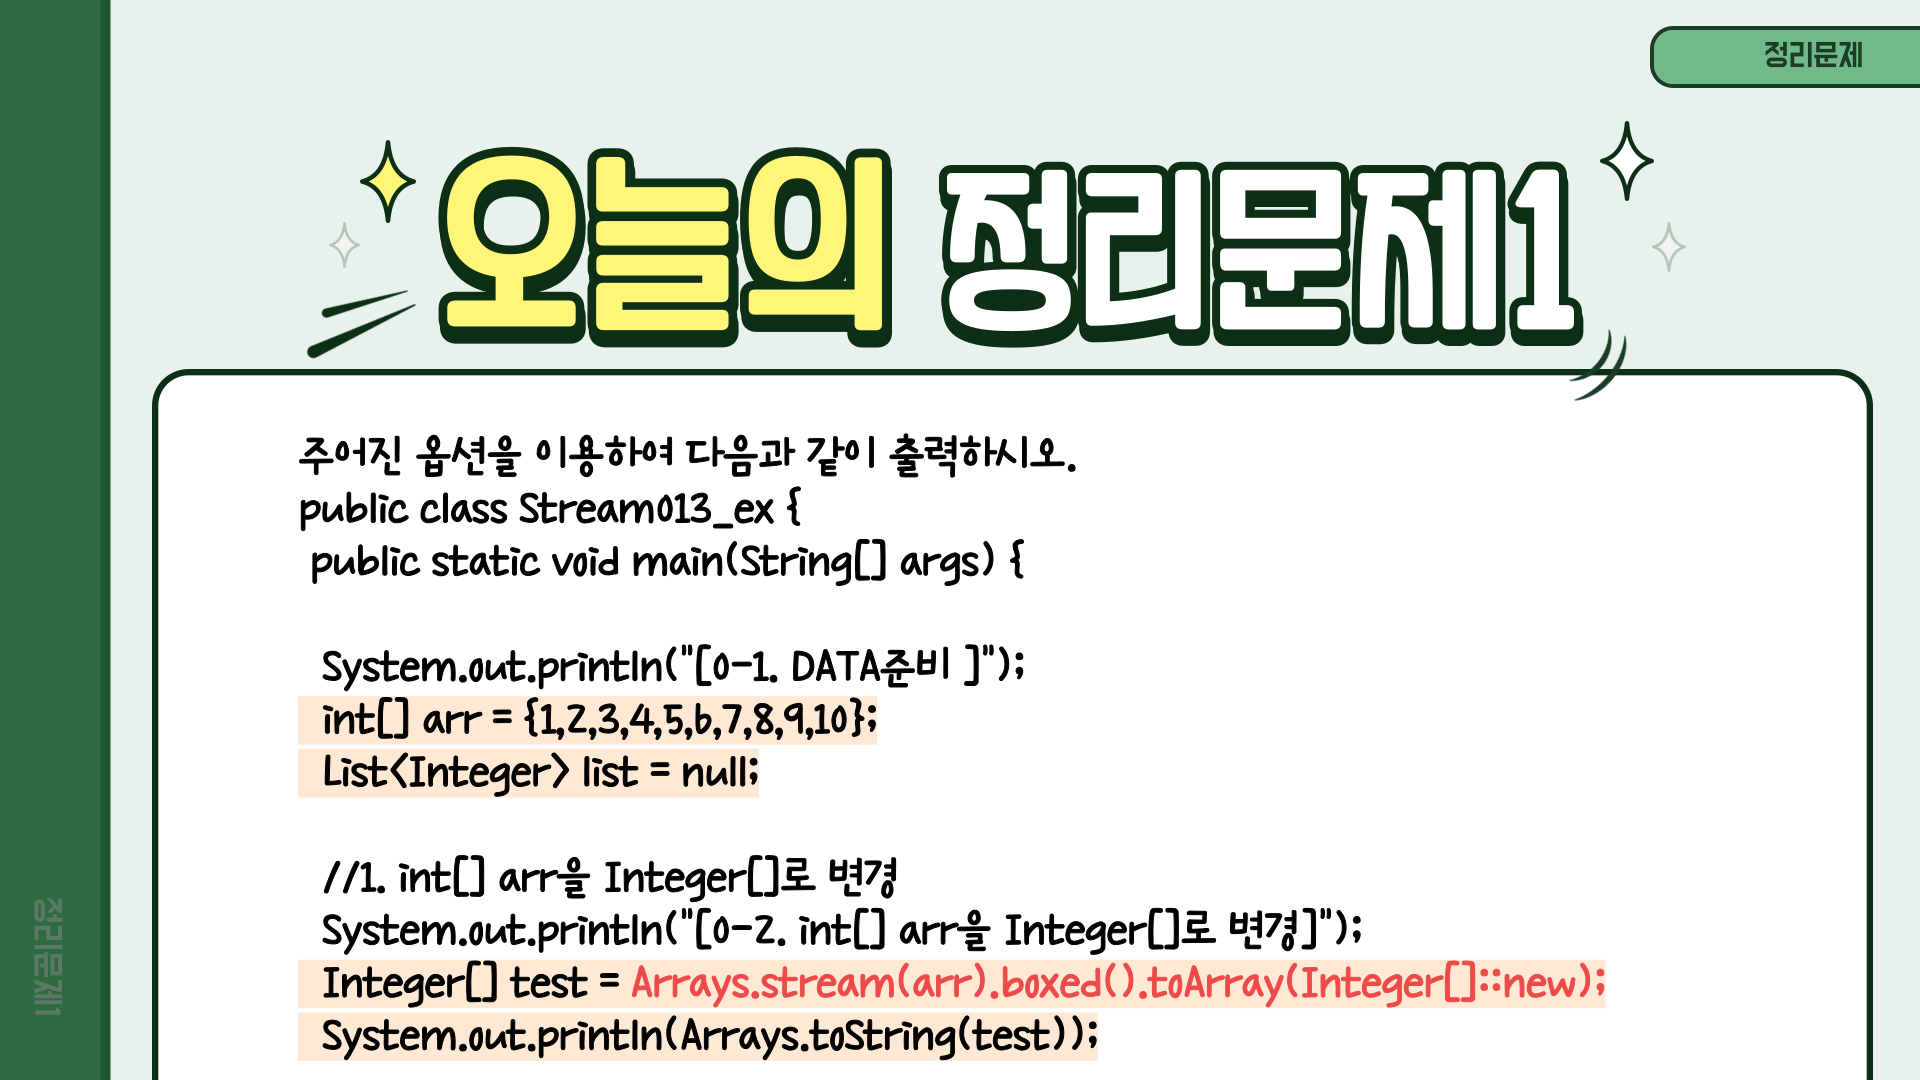 정리문제
오늘의 정리문제1
주어진 옵션을 이용하여 다음과 같이 출력하시오.
public class Stream013_ex {
public static void main(String[] args) {
System.out.println("[0-1. DATA준비 ]");
int[] arr = {1,2,3,4,5,6,7,8,9,10};
List<Integer> list = null;
//1. int[] arr을 Integer[]로 변경
System.out.println("[0-2. int[] arr을 Integer[]로 변경]");
Integer[] test = Arrays.stream(arr).boxed().toArray(Integer[]::new);
System.out.println(Arrays.toString(test));
정리문제1